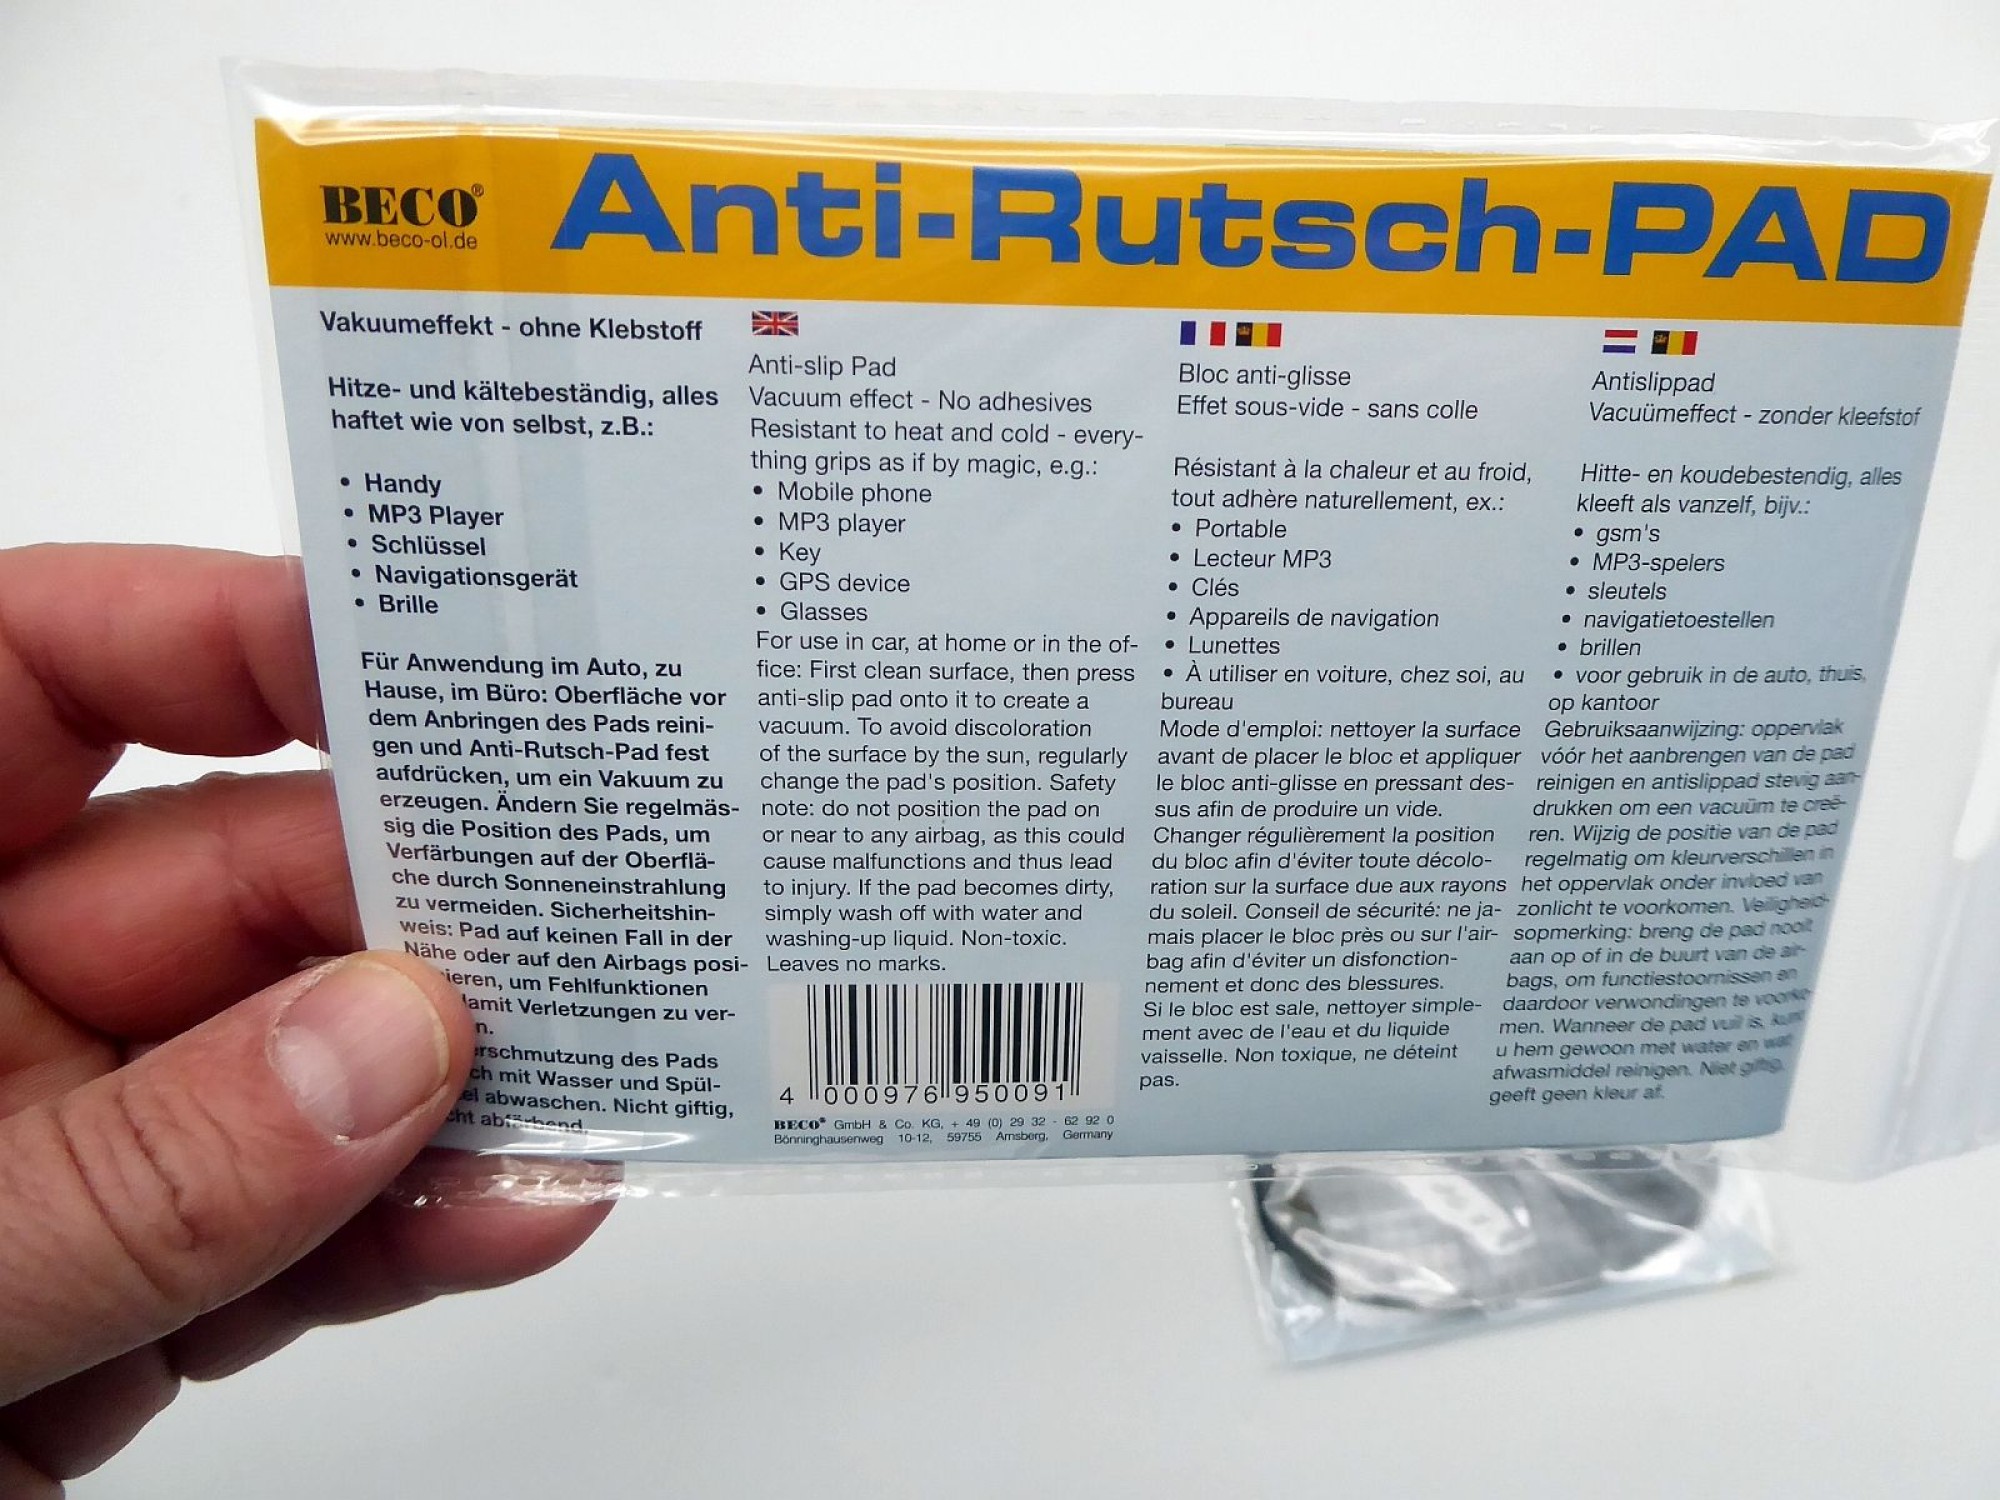 BECO®
www.beco-ol.de
Anti-Rutsch-PAD
Vakuumeffekt - ohne Klebstoff
Hitze- und kältebeständig, alles
haftet wie von selbst, z.B.:
• Handy
• MP3 Player
• Schlüssel
• Navigationsgerät
• Brille
Für Anwendung im Auto, zu
Hause, im Büro: Oberfläche vor
dem Anbringen des Pads reini-
gen und Anti-Rutsch-Pad fest
aufdrücken, um ein Vakuum zu
erzeugen. Ändern Sie regelmäs-
sig die Position des Pads, um
Verfärbungen auf der Oberflä-
che durch Sonneneinstrahlung
zu vermeiden. Sicherheitshin-
weis: Pad auf keinen Fall in der
Nähe oder auf den Airbags posi-
ieren, um Fehlfunktionen
damit Verletzungen zu ver-
n.
erschmutzung des Pads
ch mit Wasser und Spül-
el abwaschen. Nicht giftig,
cht abfärbend.
Anti-slip Pad
Vacuum effect - No adhesives
Resistant to heat and cold - every-
thing grips as if by magic, e.g.:
• Mobile phone
• MP3 player
• Key
• GPS device
• Glasses
For use in car, at home or in the of-
fice: First clean surface, then press
anti-slip pad onto it to create a
vacuum. To avoid discoloration
of the surface by the sun, regularly
change the pad's position. Safety
note: do not position the pad on
or near to any airbag, as this could
cause malfunctions and thus lead
to injury. If the pad becomes dirty,
simply wash off with water and
washing-up liquid. Non-toxic.
Leaves no marks.
4 000976 950091
BECO® GmbH & Co. KG, + 49 (0) 29 32 - 62 92 0
Bönninghausenweg 10-12, 59755 Arnsberg, Germany
Bloc anti-glisse
Effet sous-vide - sans colle
Résistant à la chaleur et au froid,
tout adhère naturellement, ex.:
• Portable
• Lecteur MP3
• Clés
• Appareils de navigation
• Lunettes
• À utiliser en voiture, chez soi, au
bureau
Mode d'emploi: nettoyer la surface
avant de placer le bloc et appliquer
le bloc anti-glisse en pressant des-
sus afin de produire un vide.
Changer régulièrement la position
du bloc afin d'éviter toute décolo-
ration sur la surface due aux rayons
du soleil. Conseil de sécurité: ne ja-
mais placer le bloc près ou sur l'air-
bag afin d'éviter un disfonction-
nement et donc des blessures.
Si le bloc est sale, nettoyer simple-
ment avec de l'eau et du liquide
vaisselle. Non toxique, ne déteint
pas.
Antislippad
Vacuümeffect - zonder kleefstof
Hitte- en koudebestendig, alles
kleeft als vanzelf, bijv.:
• gsm's
• MP3-spelers
• sleutels
• navigatietoestellen
• brillen
• voor gebruik in de auto, thuis,
op kantoor
Gebruiksaanwijzing: oppervlak
vóór het aanbrengen van de pad
reinigen en antislippad stevig aan-
drukken om een vacuüm te creë-
ren. Wijzig de positie van de pad
regelmatig om kleurverschillen in
het oppervlak onder invloed van
zonlicht te voorkomen. Veiligheid-
sopmerking: breng de pad nooit
aan op of in de buurt van de air-
bags, om functiestoornissen en
daardoor verwondingen te voorko-
men. Wanneer de pad vuil is, kunt
u hem gewoon met water en wat
afwasmiddel reinigen. Niet giftig,
geeft geen kleur af.